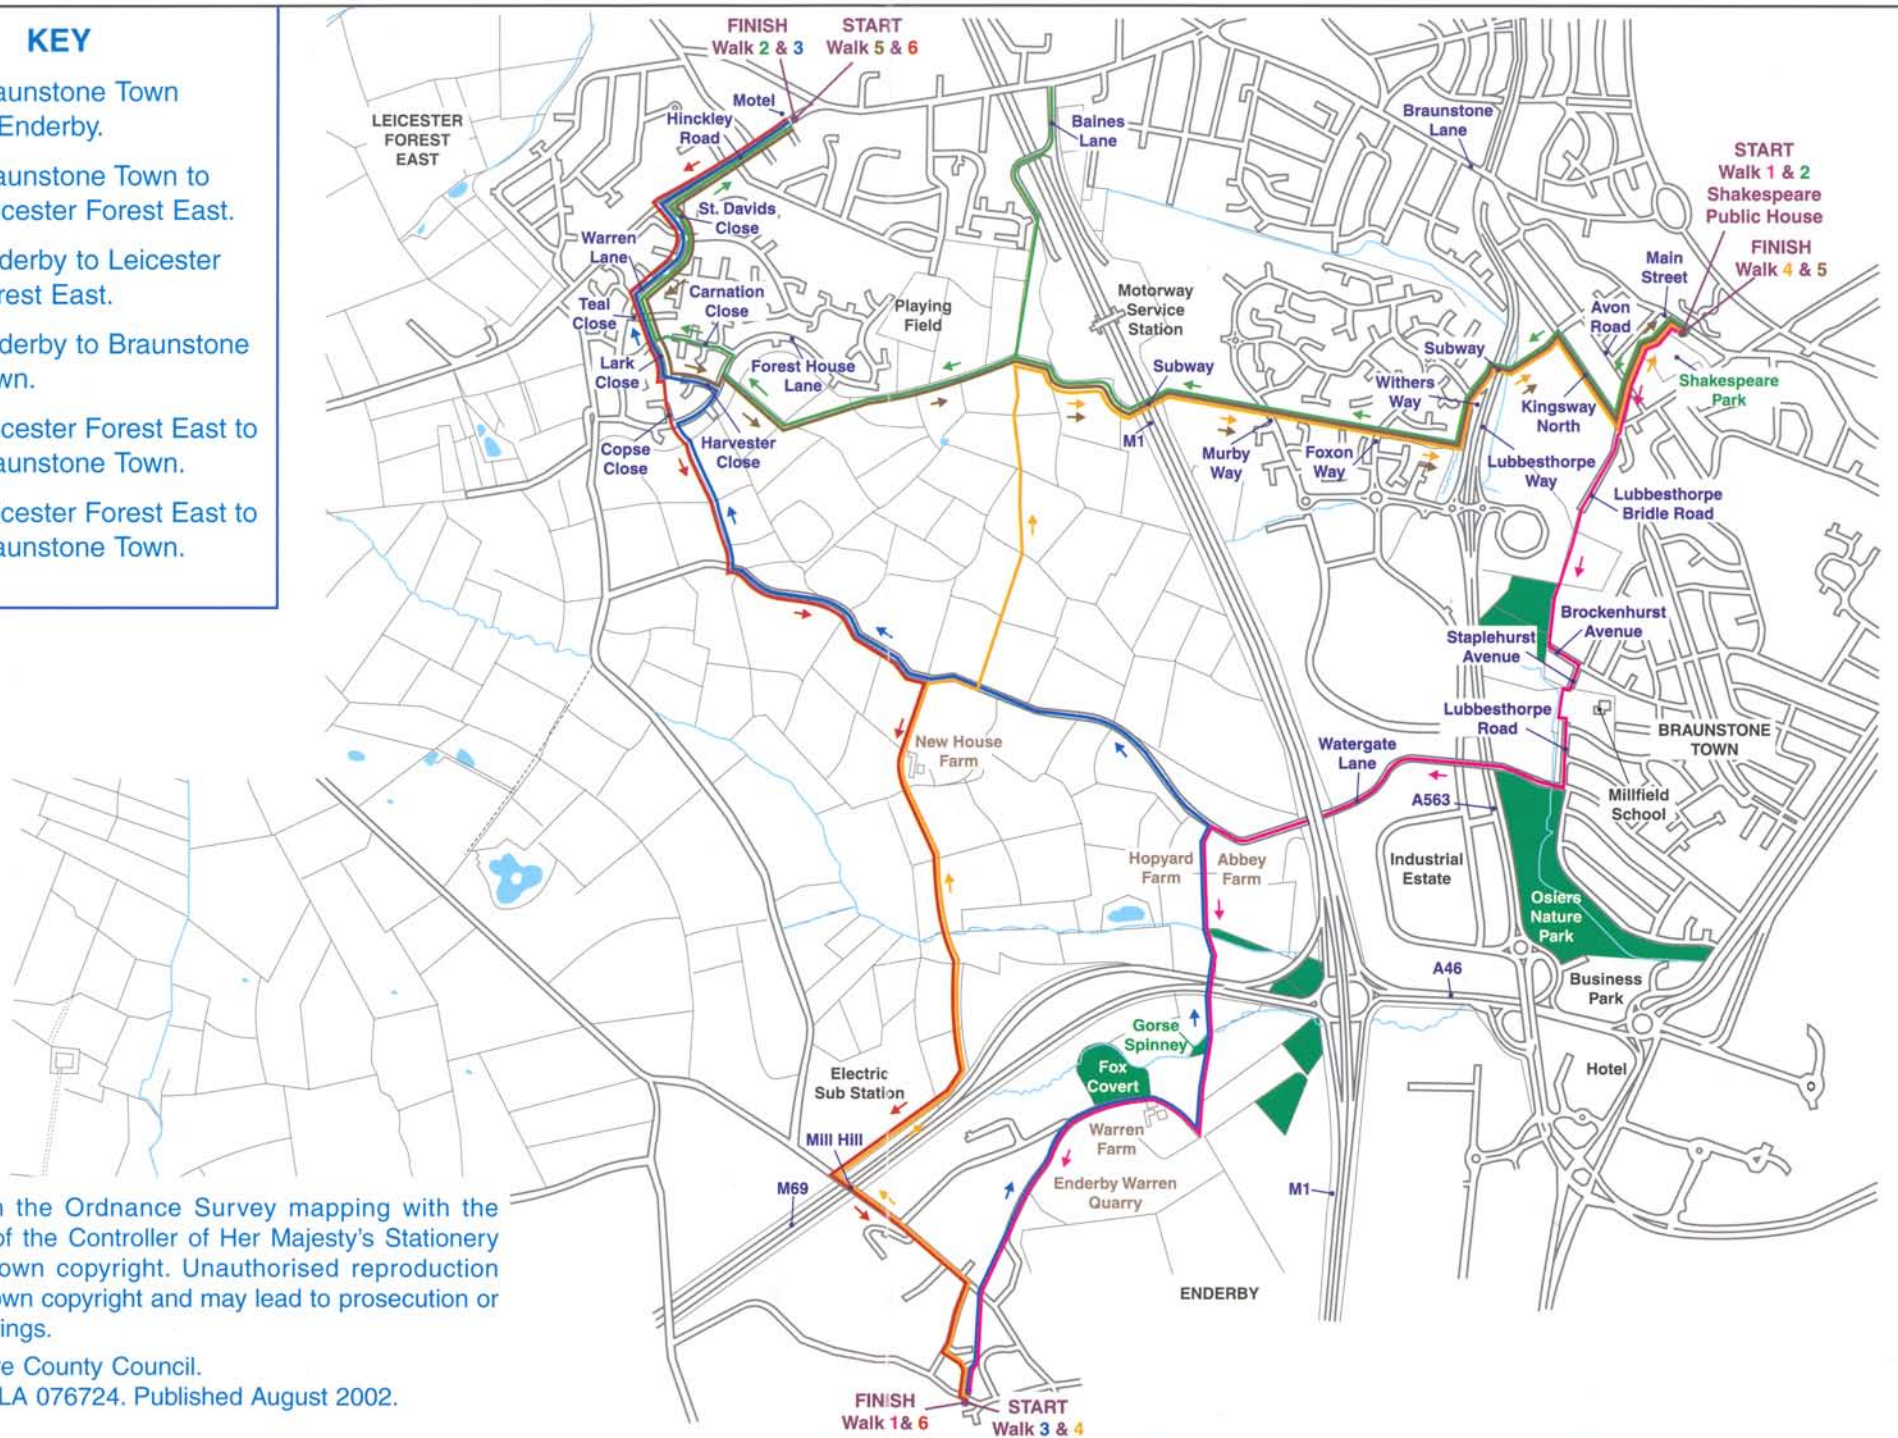 KEY
aunstone Town
Enderby.
aunstone Town to
cester Forest East.
derby to Leicester
rest East.
derby to Braunstone
wn.
cester Forest East to
aunstone Town.
cester Forest East to
aunstone Town.
FINISH
Walk 2 & 3
START
Walk 5 & 6
Motel
Hinckley
Road
LEICESTER
FOREST
EAST
Baines
Lane
Braunstone
Lane
START
Walk 1 & 2
Shakespeare
Public House
FINISH
Walk 4 & 5
Main
Street
St. Davids
Close
Warren
Lane
Teal
Close
Carnation
Close
Playing
Field
Motorway
Service
Station
Avon
Road
Subway
Lark
Close
Forest House
Lane
Subway
Withers
Way
Kingsway
North
Shakespeare
Park
Copse
Close
Harvester
Close
M1
Murby
Way
Foxon
Way
Lubbesthorpe
Way
Lubbesthorpe
Bridle Road
Brockenhurst
Avenue
Staplehurst
Avenue
Lubbesthorpe
Road
BRAUNSTONE
TOWN
New House
Farm
Watergate
Lane
A563
Millfield
School
Hopyard
Farm
Abbey
Farm
Industrial
Estate
Osiers
Nature
Park
A46
Business
Park
Gorse
Spinney
Fox
Covert
Electric
Sub Station
Hotel
Warren
Farm
Mill Hill
Enderby Warren
Quarry
M69
M1
ENDERBY
n the Ordnance Survey mapping with the
of the Controller of Her Majesty's Stationery
own copyright. Unauthorised reproduction
wn copyright and may lead to prosecution or
ings.
re County Council.
LA 076724. Published August 2002.
FINISH
Walk 1& 6
START
Walk 3 & 4